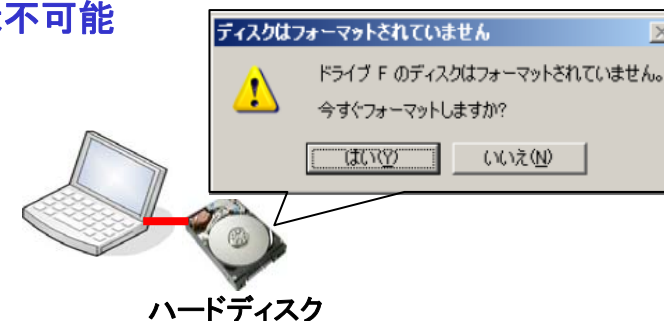 不可能
ディスクはフォーマットされていません
ドライブ F のディスクはフォーマットされていません。
今すぐフォーマットしますか?
はい(Y)
いいえ(N)
ハードディスク